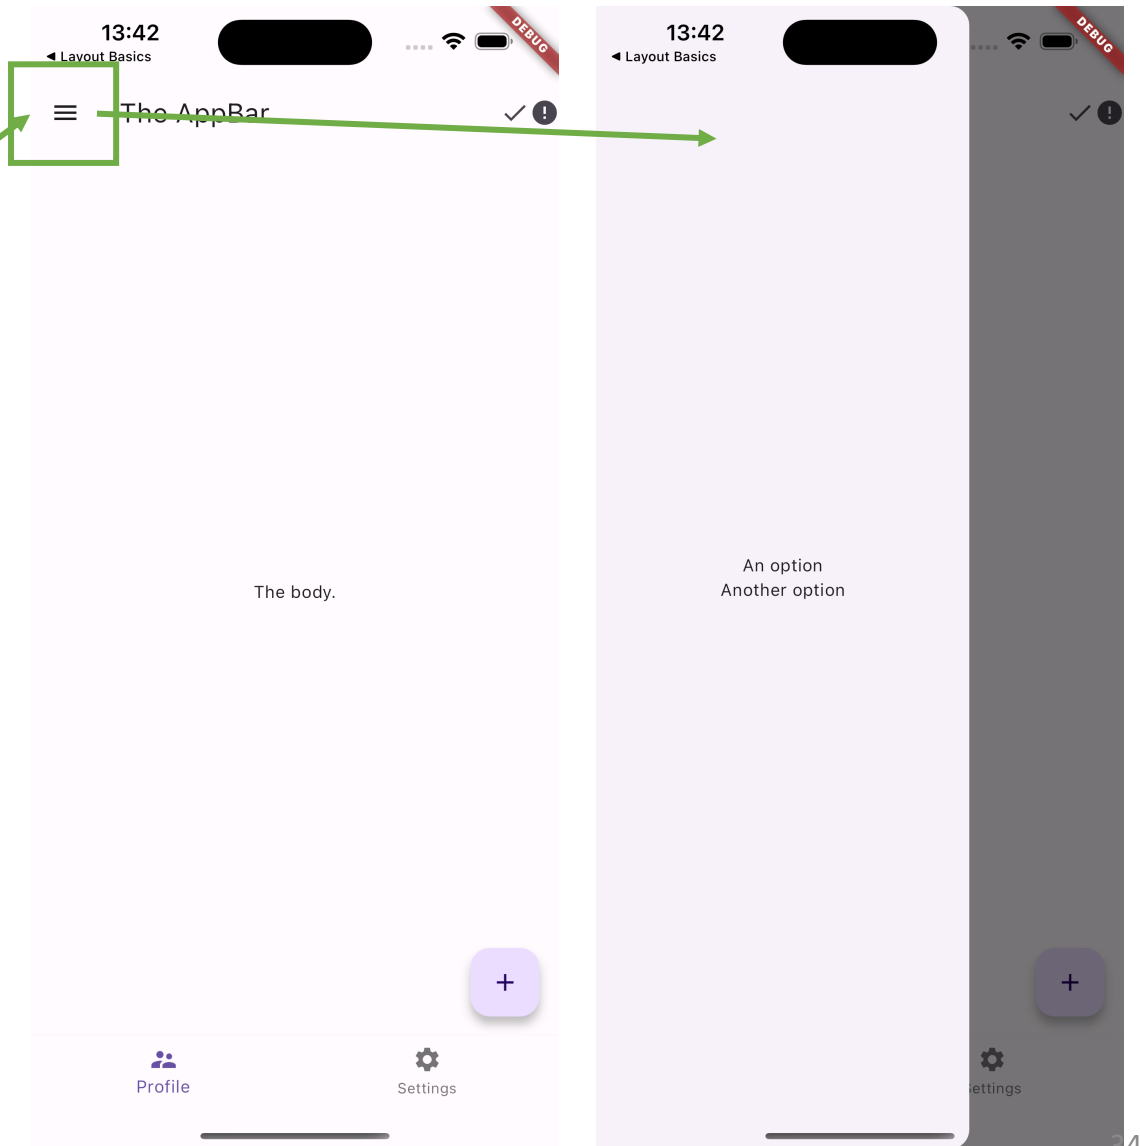 13:42
◀ Layout Basics
DEBUG
The AppBar
The body.
Profile
Settings
13:42
◀ Layout Basics
DEBUG
An option
Another option
ettings
34